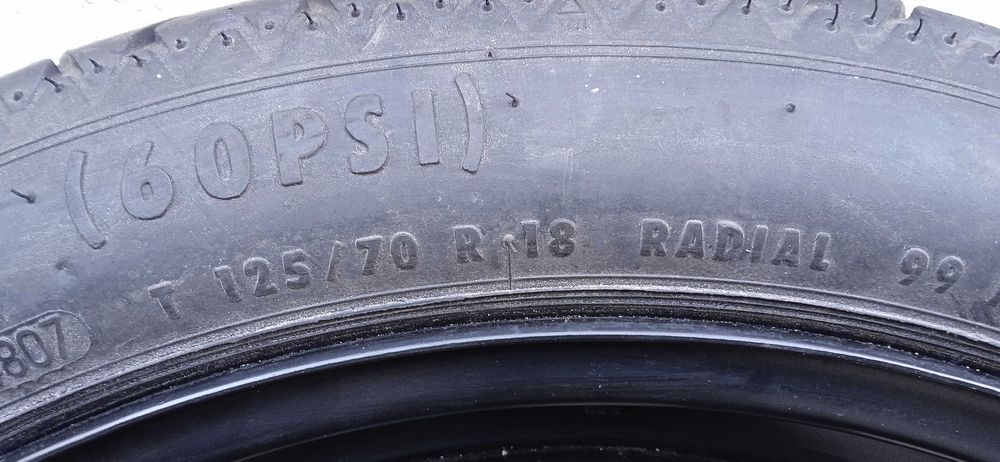 (60PSI)
T 125/70 R 18 RADIAL 99
807